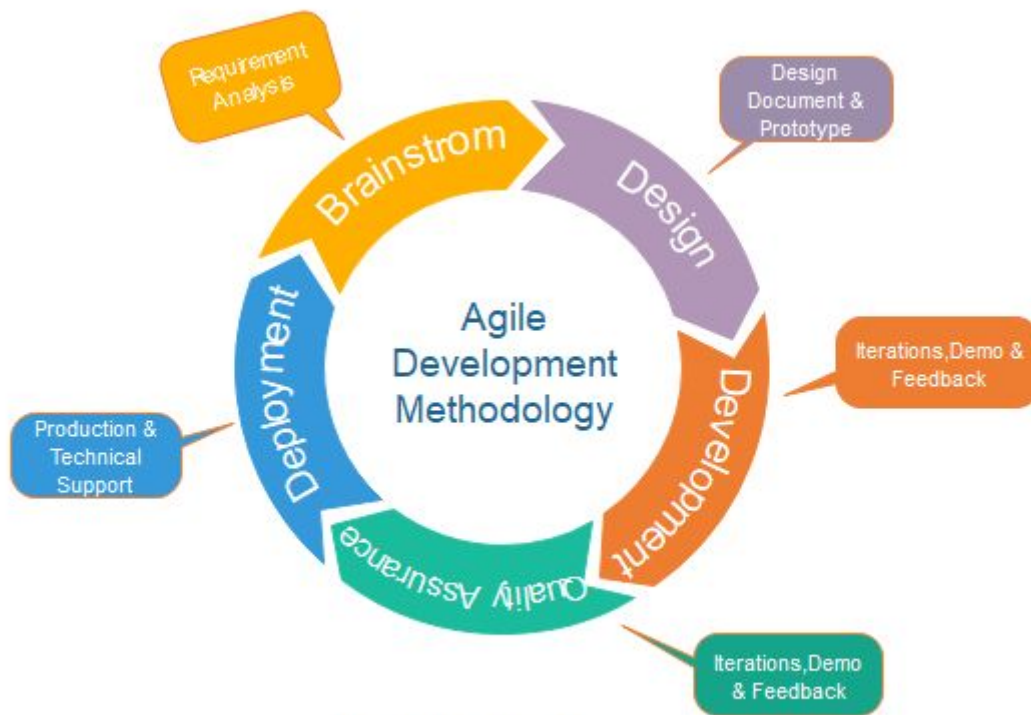 Requirement
Analysis
Brainstrom
Design
Document &
Prototype
Design
Agile
Development
Methodology
Iterations,Demo &
Feedback
Development
Deployment
Production &
Technical
Support
Quality Assurance
Iterations,Demo
& Feedback